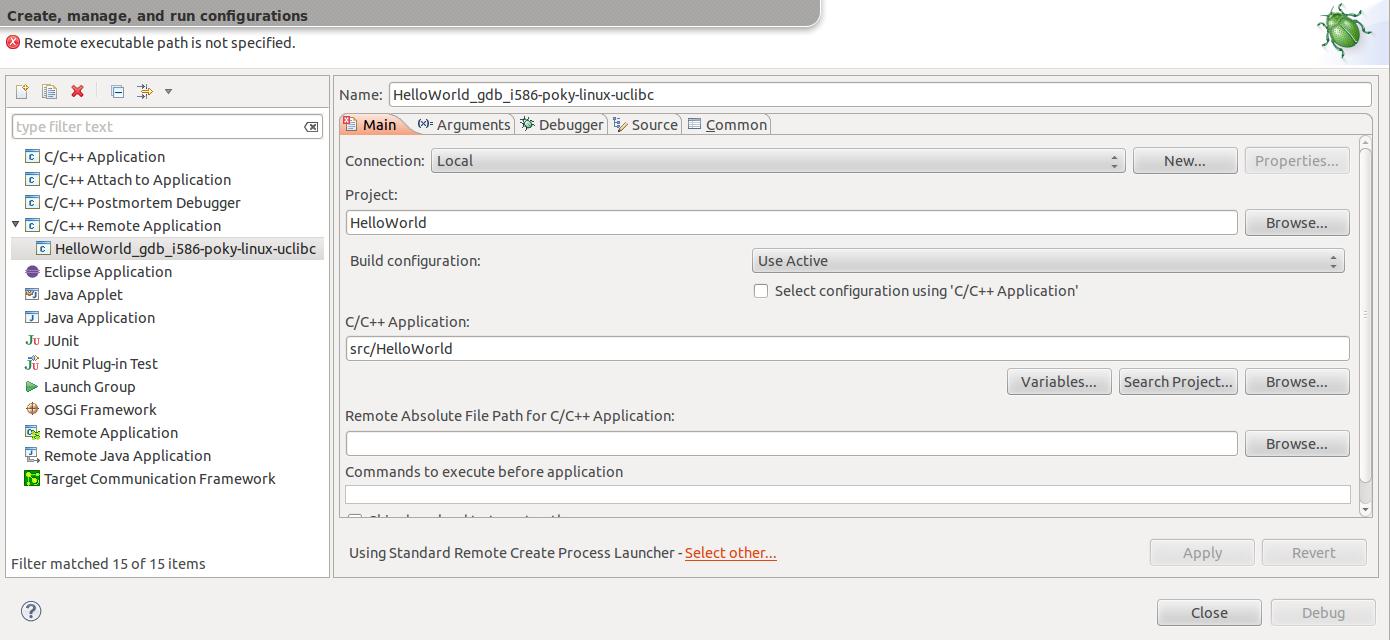 Create, manage, and run configurations
Remote executable path is not specified.
type filter text
C/C++ Application
C/C++ Attach to Application
C/C++ Postmortem Debugger
C/C++ Remote Application
HelloWorld_gdb_i586-poky-linux-uclibc
Eclipse Application
Java Applet
Java Application
JUnit
JUnit Plug-in Test
Launch Group
OSGi Framework
Remote Application
Remote Java Application
Target Communication Framework
Filter matched 15 of 15 items
Name: HelloWorld_gdb_i586-poky-linux-uclibc
Main (x)= Arguments Debugger Source Common
Connection: Local New... Properties...
Project:
HelloWorld Browse...
Build configuration: Use Active
Select configuration using 'C/C++ Application'
C/C++ Application:
src/HelloWorld
Variables... Search Project... Browse...
Remote Absolute File Path for C/C++ Application:
Browse...
Commands to execute before application
Using Standard Remote Create Process Launcher - Select other...
Apply Revert
Close Debug